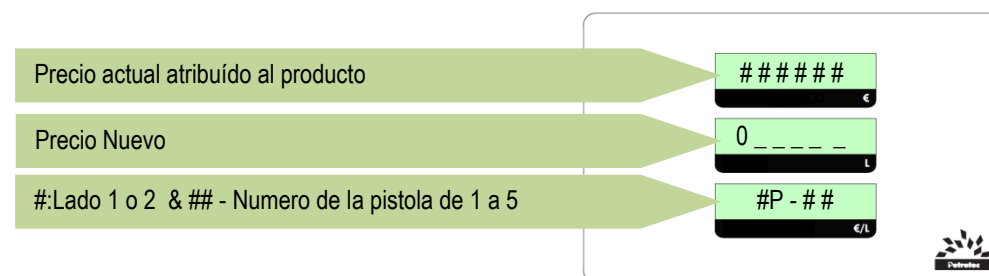 Precio actual atribuído al producto
# # # # # #
€
Precio Nuevo
0 _ _ _ _ _
L
#:Lado 1 o 2 & ## - Numero de la pistola de 1 a 5
#P - # #
€/L
Petrotec